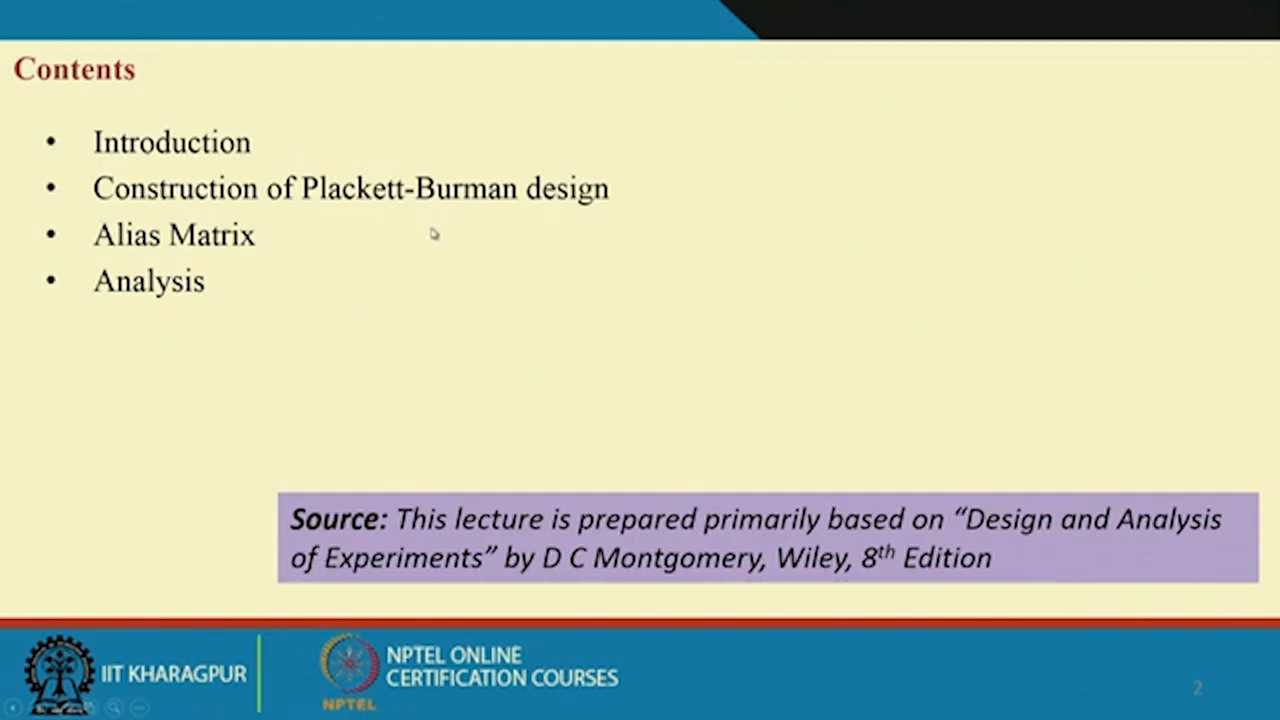 Contents
• Introduction
• Construction of Plackett-Burman design
• Alias Matrix
• Analysis
Source: This lecture is prepared primarily based on “Design and Analysis
of Experiments” by D C Montgomery, Wiley, 8th Edition
IIT KHARAGPUR
NPTEL
NPTEL ONLINE
CERTIFICATION COURSES
2